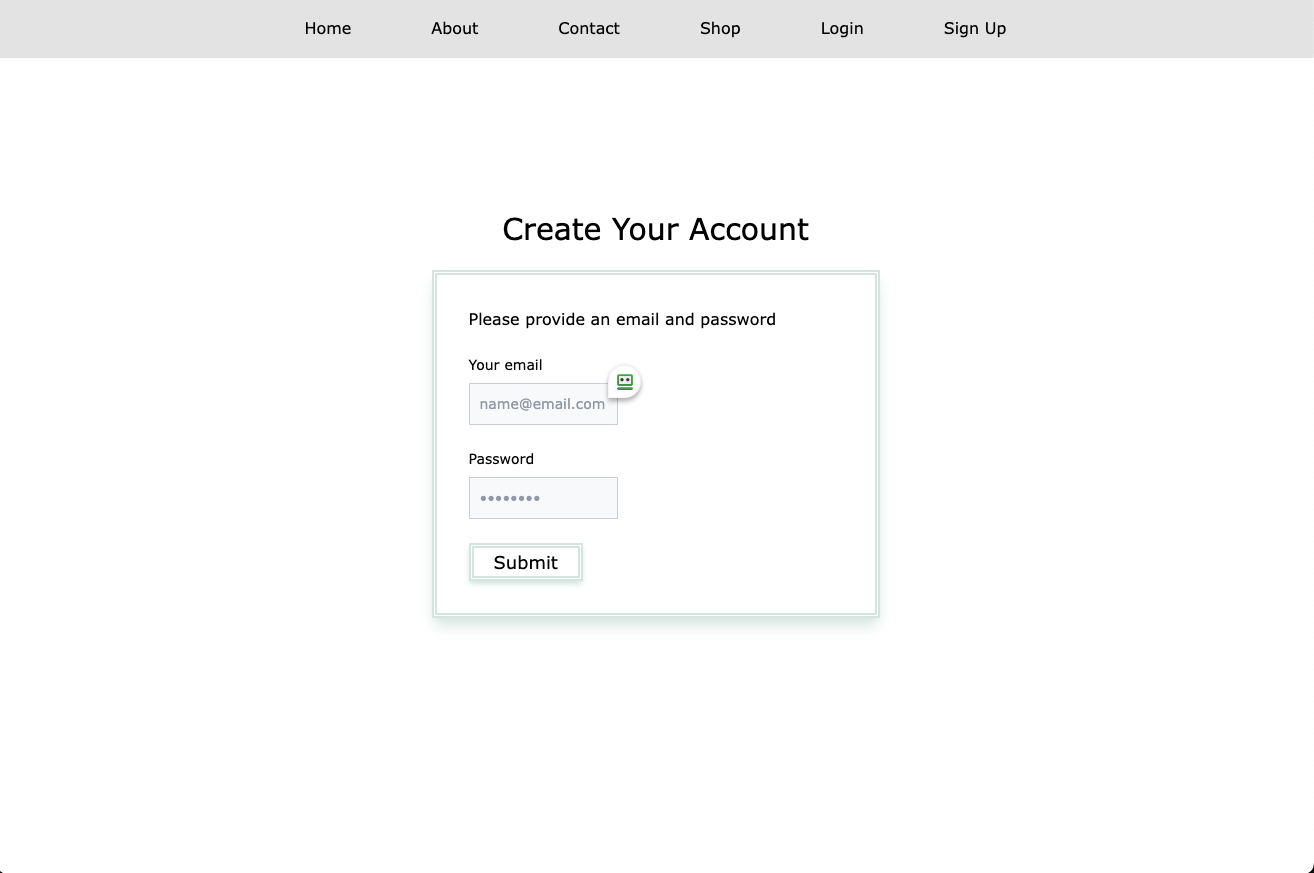 Home About Contact Shop Login Sign Up
Create Your Account
Please provide an email and password
Your email
name@email.com
Password
••••••••
Submit